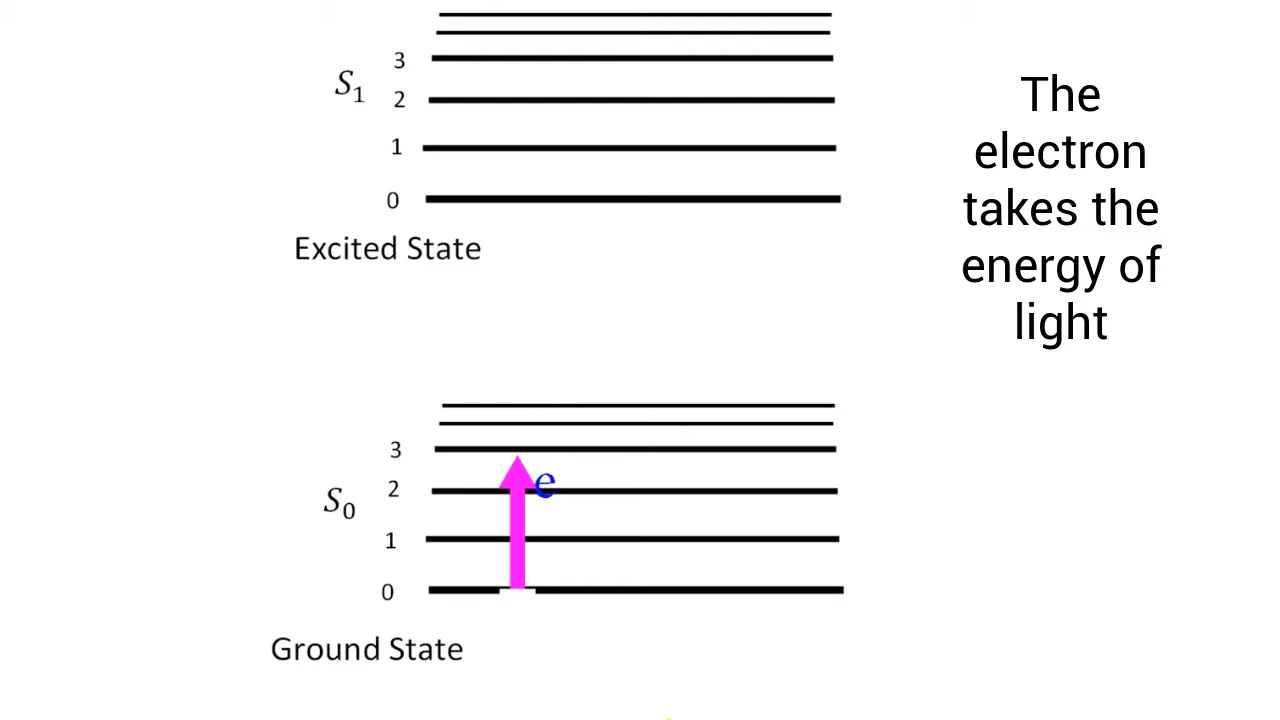 3
S1
2
1
0
Excited State
The
electron
takes the
energy of
light
3
e
2
S0
1
0
Ground State